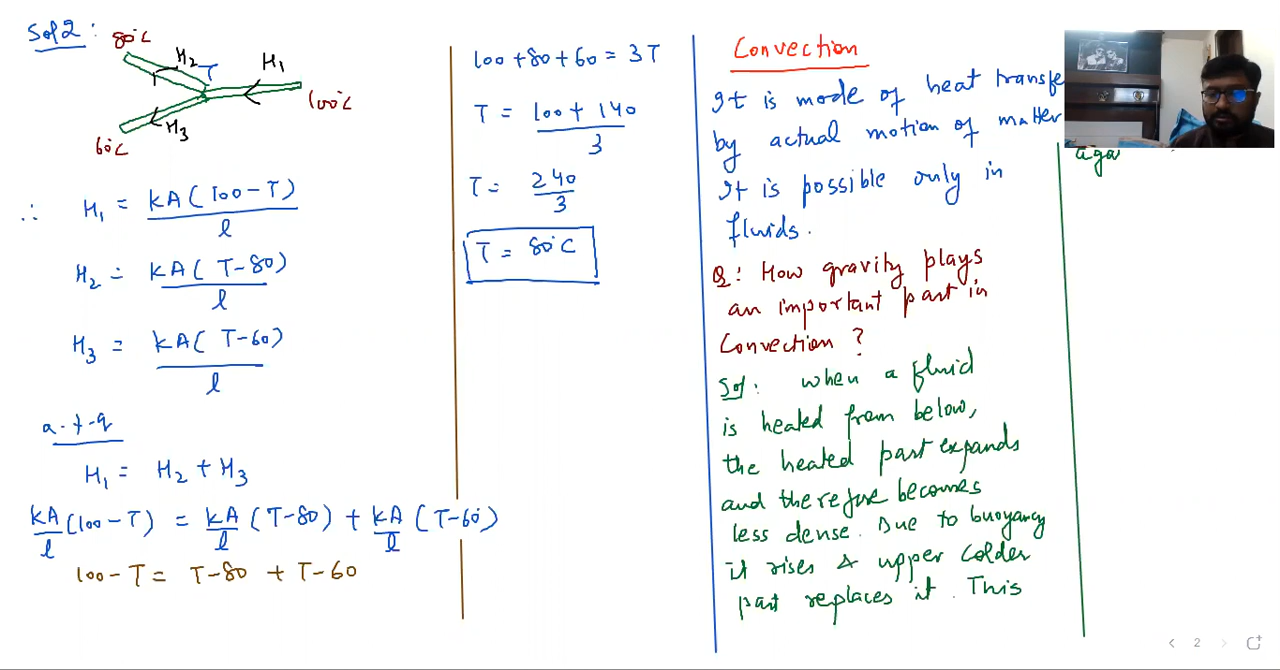 Sol 2 :
80°C
H₂
T
H₁
100°C
H₃
60°C
∴ H₁ = KA(100-T)
l
H₂ = KA(T-80)
l
H₃ = KA(T-60)
l
a.t.q
H₁ = H₂ + H₃
KA/l (100-T) = KA/l (T-80) + KA/l (T-60)
100-T = T-80 + T-60
100+80+60 = 3T
T = 100+140
3
T = 240
3
T = 80°C
Convection
It is mode of heat transfe
by actual motion of matter
It is possible only in
fluids.
Q: How gravity plays
an important part in
Convection ?
Sol: When a fluid
is heated from below,
the heated part expands
and therefore becomes
less dense. Due to buoyancy
it rises & upper colder
part replaces it. This
aga
2